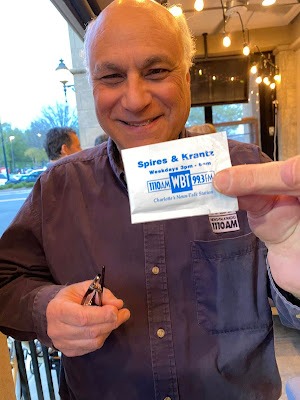 Spires & Krantz
Weekdays 3pm - 6pm
1110AM WBT 99.3FM
Charlotte's News Talk Station
1110AM